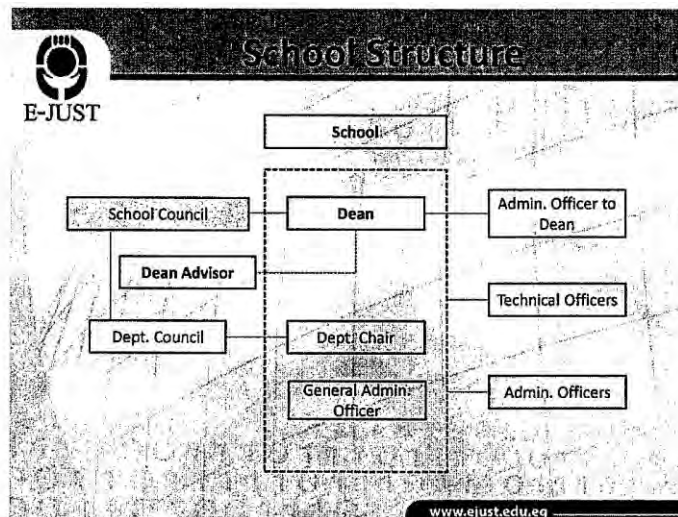 School Structure
E-JUST
School
School Council
Dean
Admin. Officer to
Dean
Dean Advisor
Technical Officers
Dept. Council
Dept. Chair
General Admin.
Officer
Admin. Officers
www.ejust.edu.eg